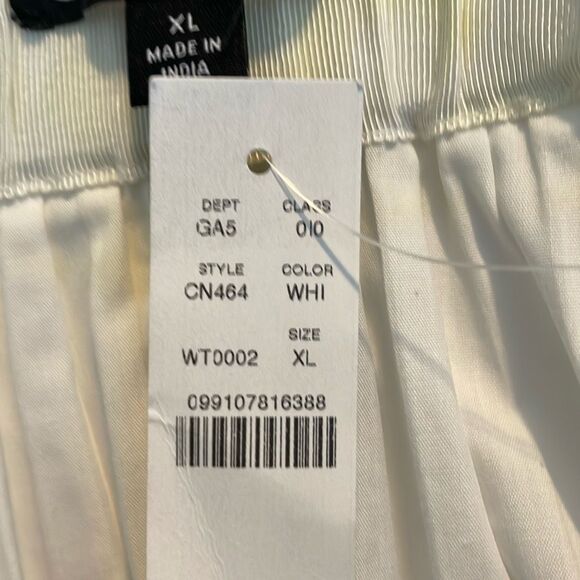 XL
MADE IN
INDIA
DEPT CLASS
GA5 010
STYLE COLOR
CN464 WHI
SIZE
WT0002 XL
099107816388